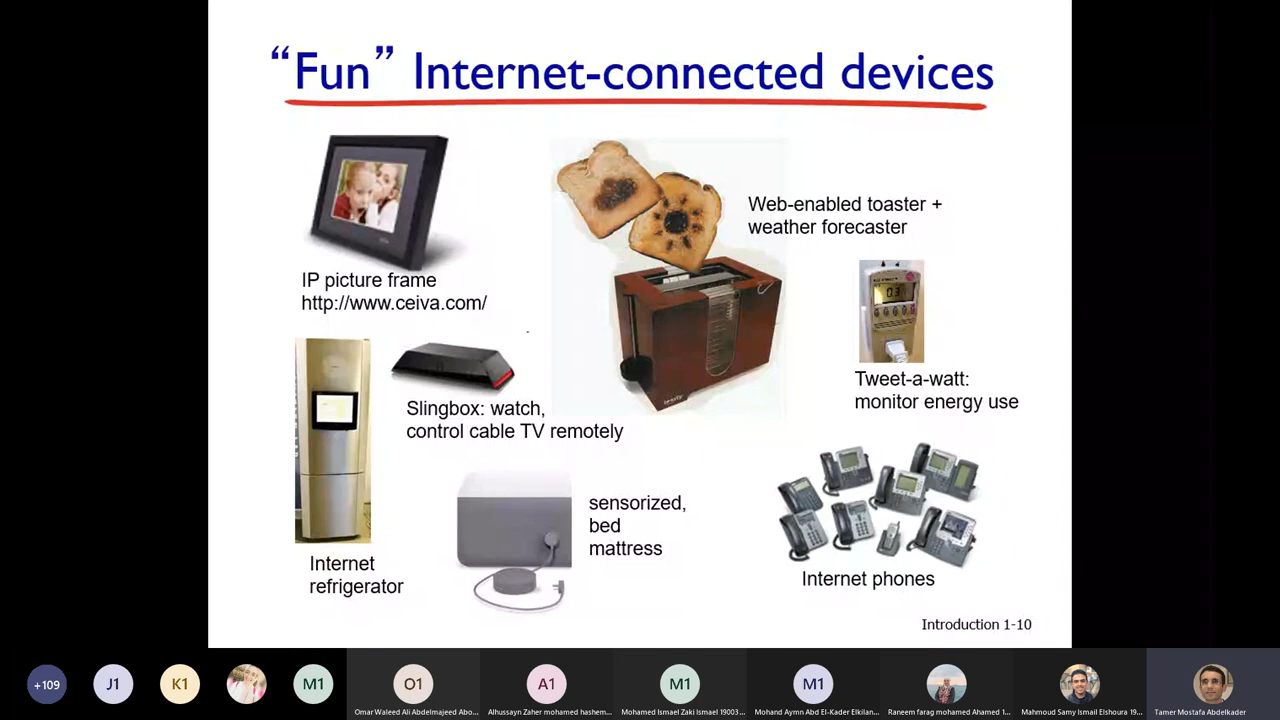 “Fun” Internet-connected devices
IP picture frame
http://www.ceiva.com/
Web-enabled toaster +
weather forecaster
Tweet-a-watt:
monitor energy use
Slingbox: watch,
control cable TV remotely
sensorized,
bed
mattress
Internet
refrigerator
Internet phones
Introduction 1-10
+109
J1
K1
M1
O1
A1
M1
M1
Omar Waleed Ali Abdelmajeed Abo...
Alhussayn Zaher mohamed hashem...
Mohamed Ismael Zaki Ismael 19003...
Mohand Aymn Abd El-Kader Elkilan...
Raneem farag mohamed Ahamed 1...
Mahmoud Samy Ismail Elshoura 19...
Tamer Mostafa Abdelkader